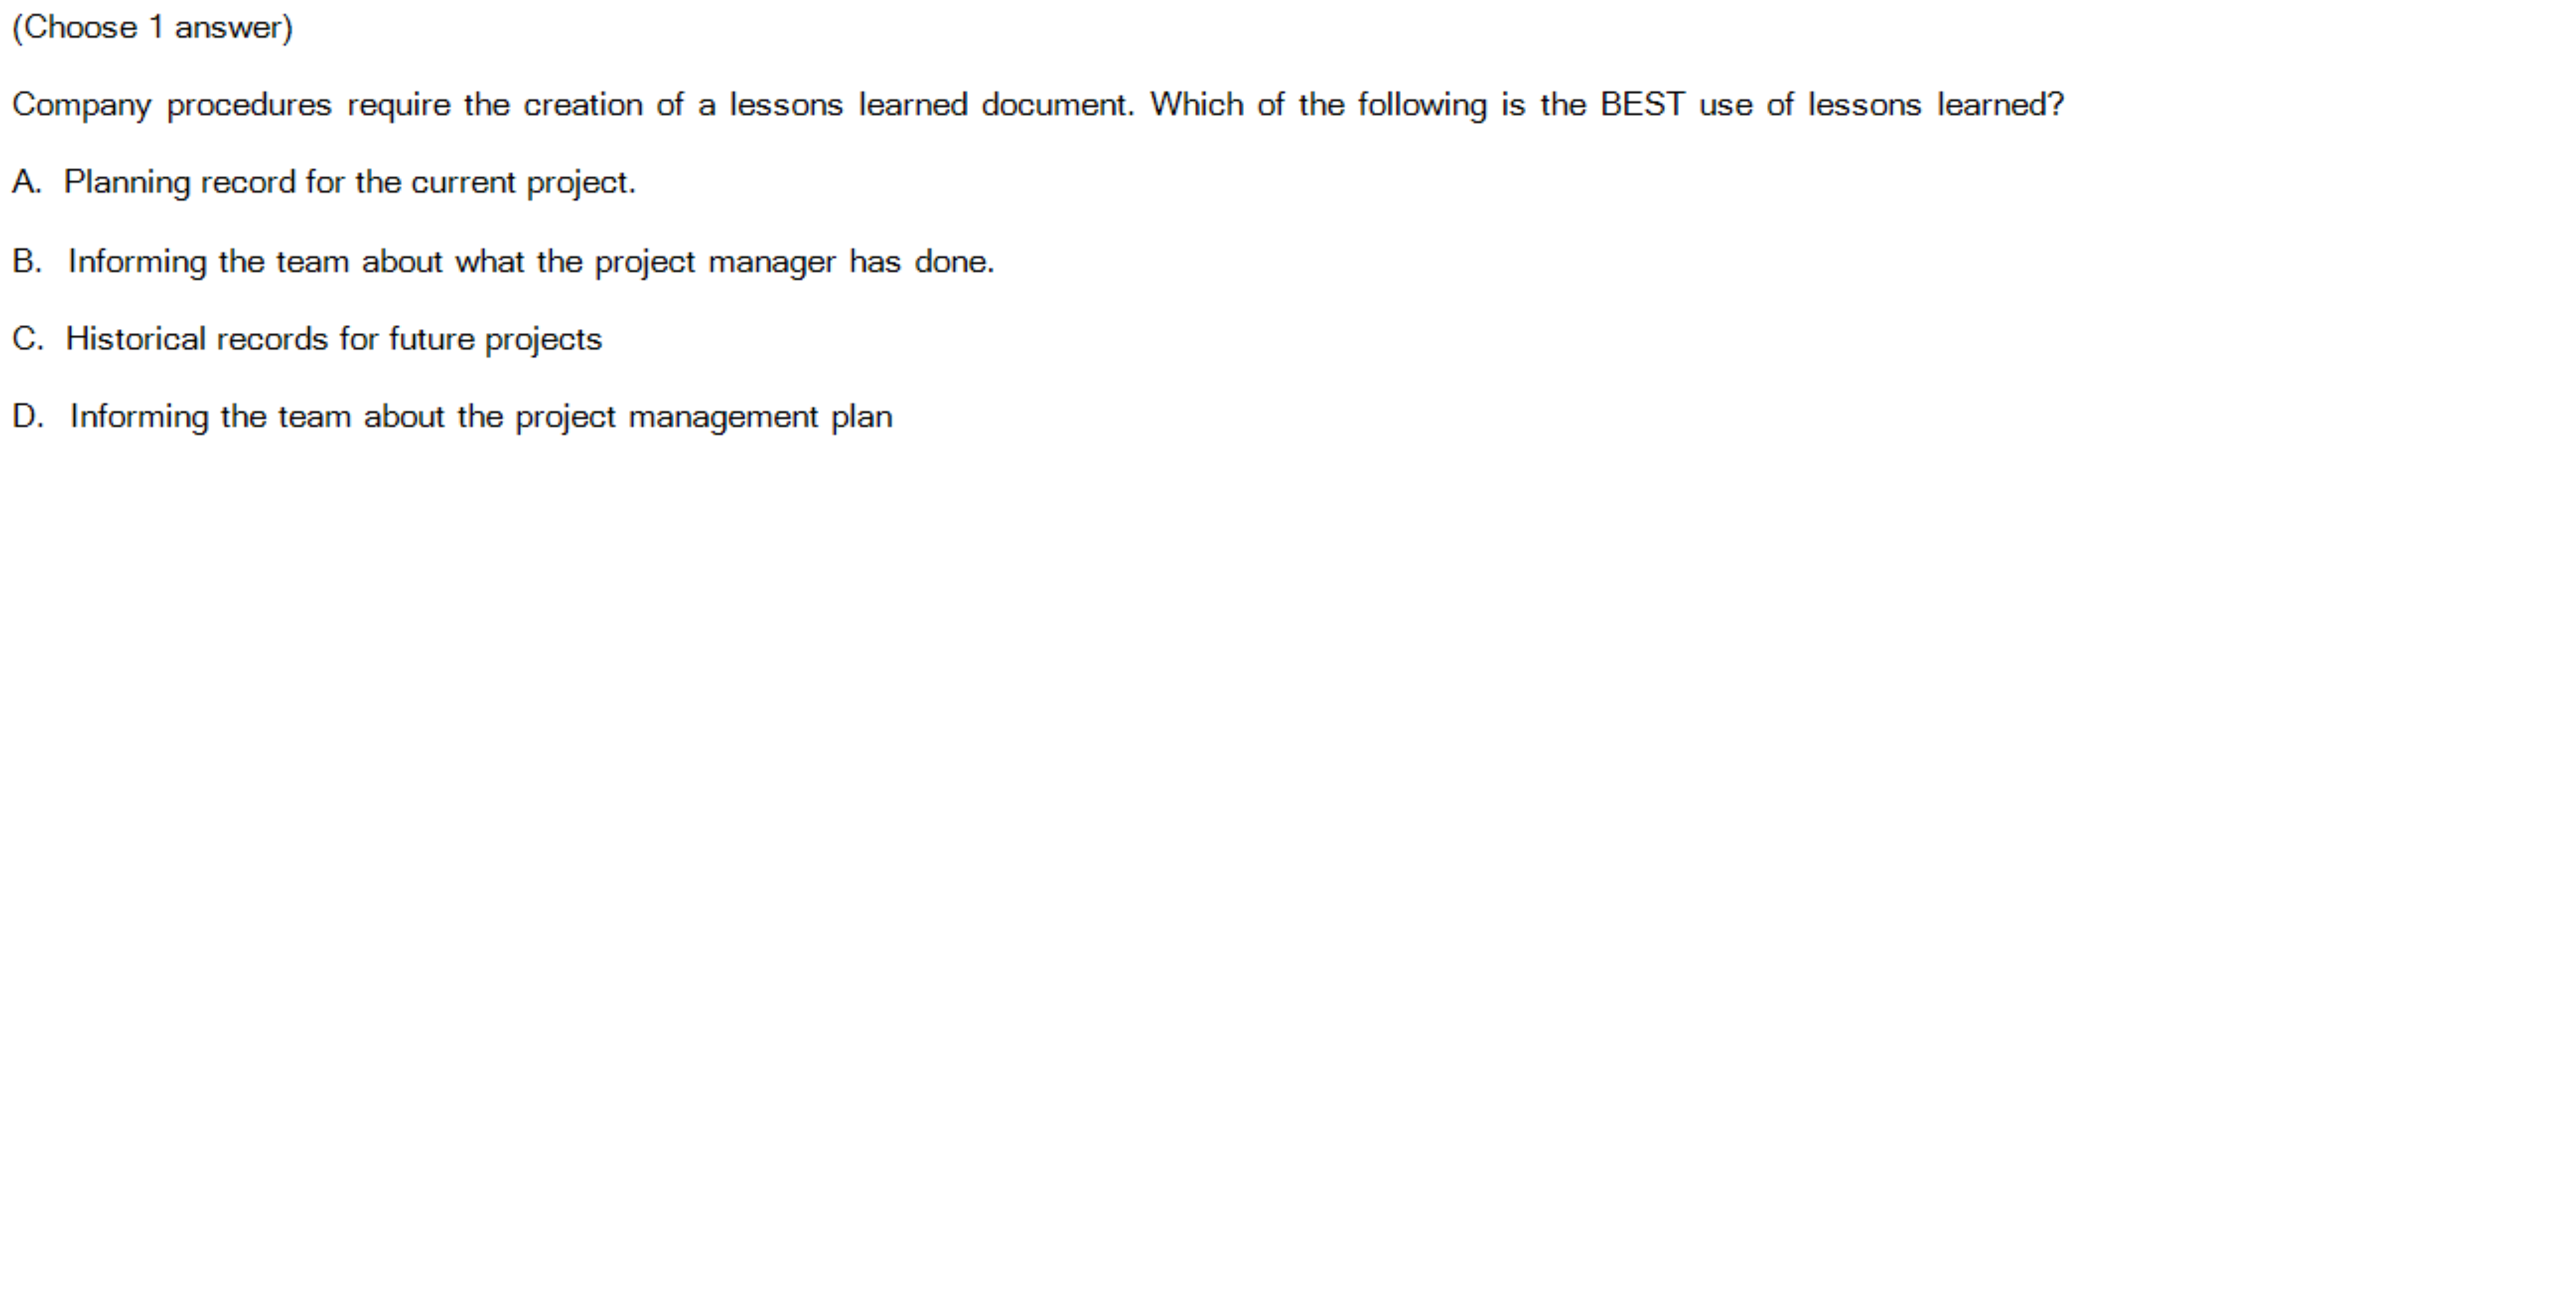 (Choose 1 answer)
Company procedures require the creation of a lessons learned document. Which of the following is the BEST use of lessons learned?
A. Planning record for the current project.
B. Informing the team about what the project manager has done.
C. Historical records for future projects
D. Informing the team about the project management plan